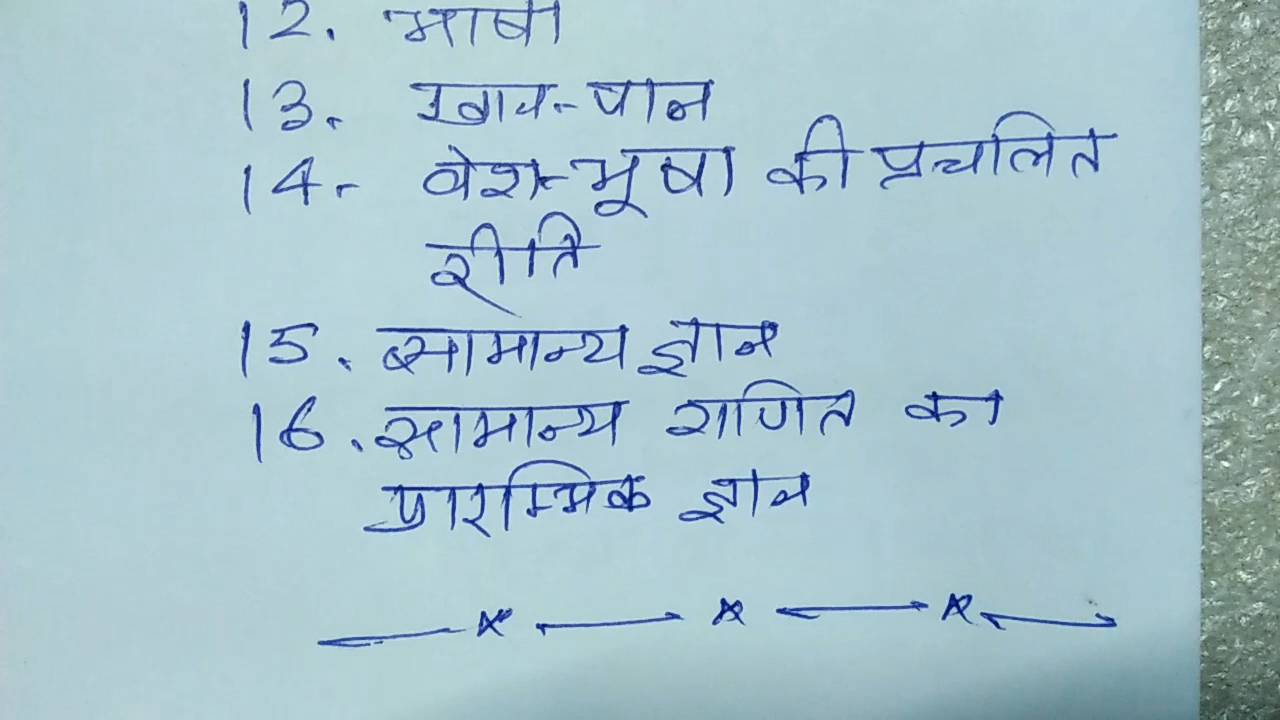 12. भाषा
13. खान-पान
14. वेश-भूषा की प्रचलित
रीति
15. सामान्य ज्ञान
16. सामान्य गणित का
प्रारम्भिक ज्ञान